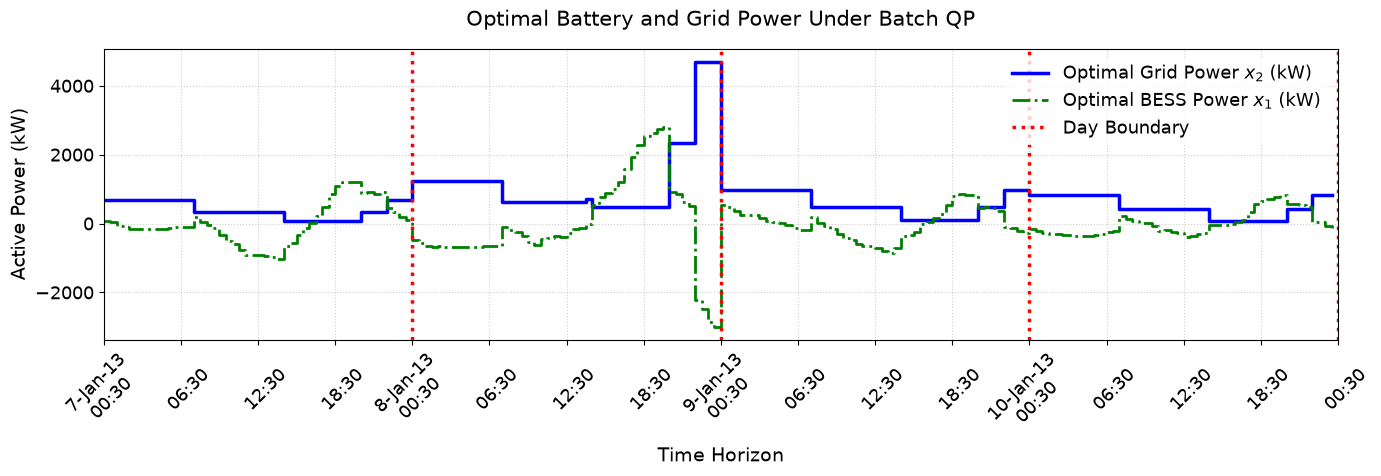 Optimal Battery and Grid Power Under Batch QP
Active Power (kW)
4000
2000
0
−2000
Optimal Grid Power x₂ (kW)
Optimal BESS Power x₁ (kW)
Day Boundary
7-Jan-13
00:30
06:30
12:30
18:30
8-Jan-13
00:30
06:30
12:30
18:30
9-Jan-13
00:30
06:30
12:30
18:30
10-Jan-13
00:30
06:30
12:30
18:30
00:30
Time Horizon